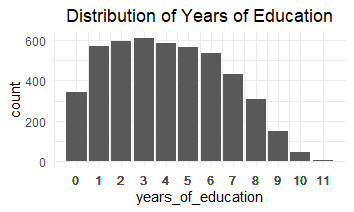 Distribution of Years of Education
600
400
200
0
count
0 1 2 3 4 5 6 7 8 9 10 11
years_of_education